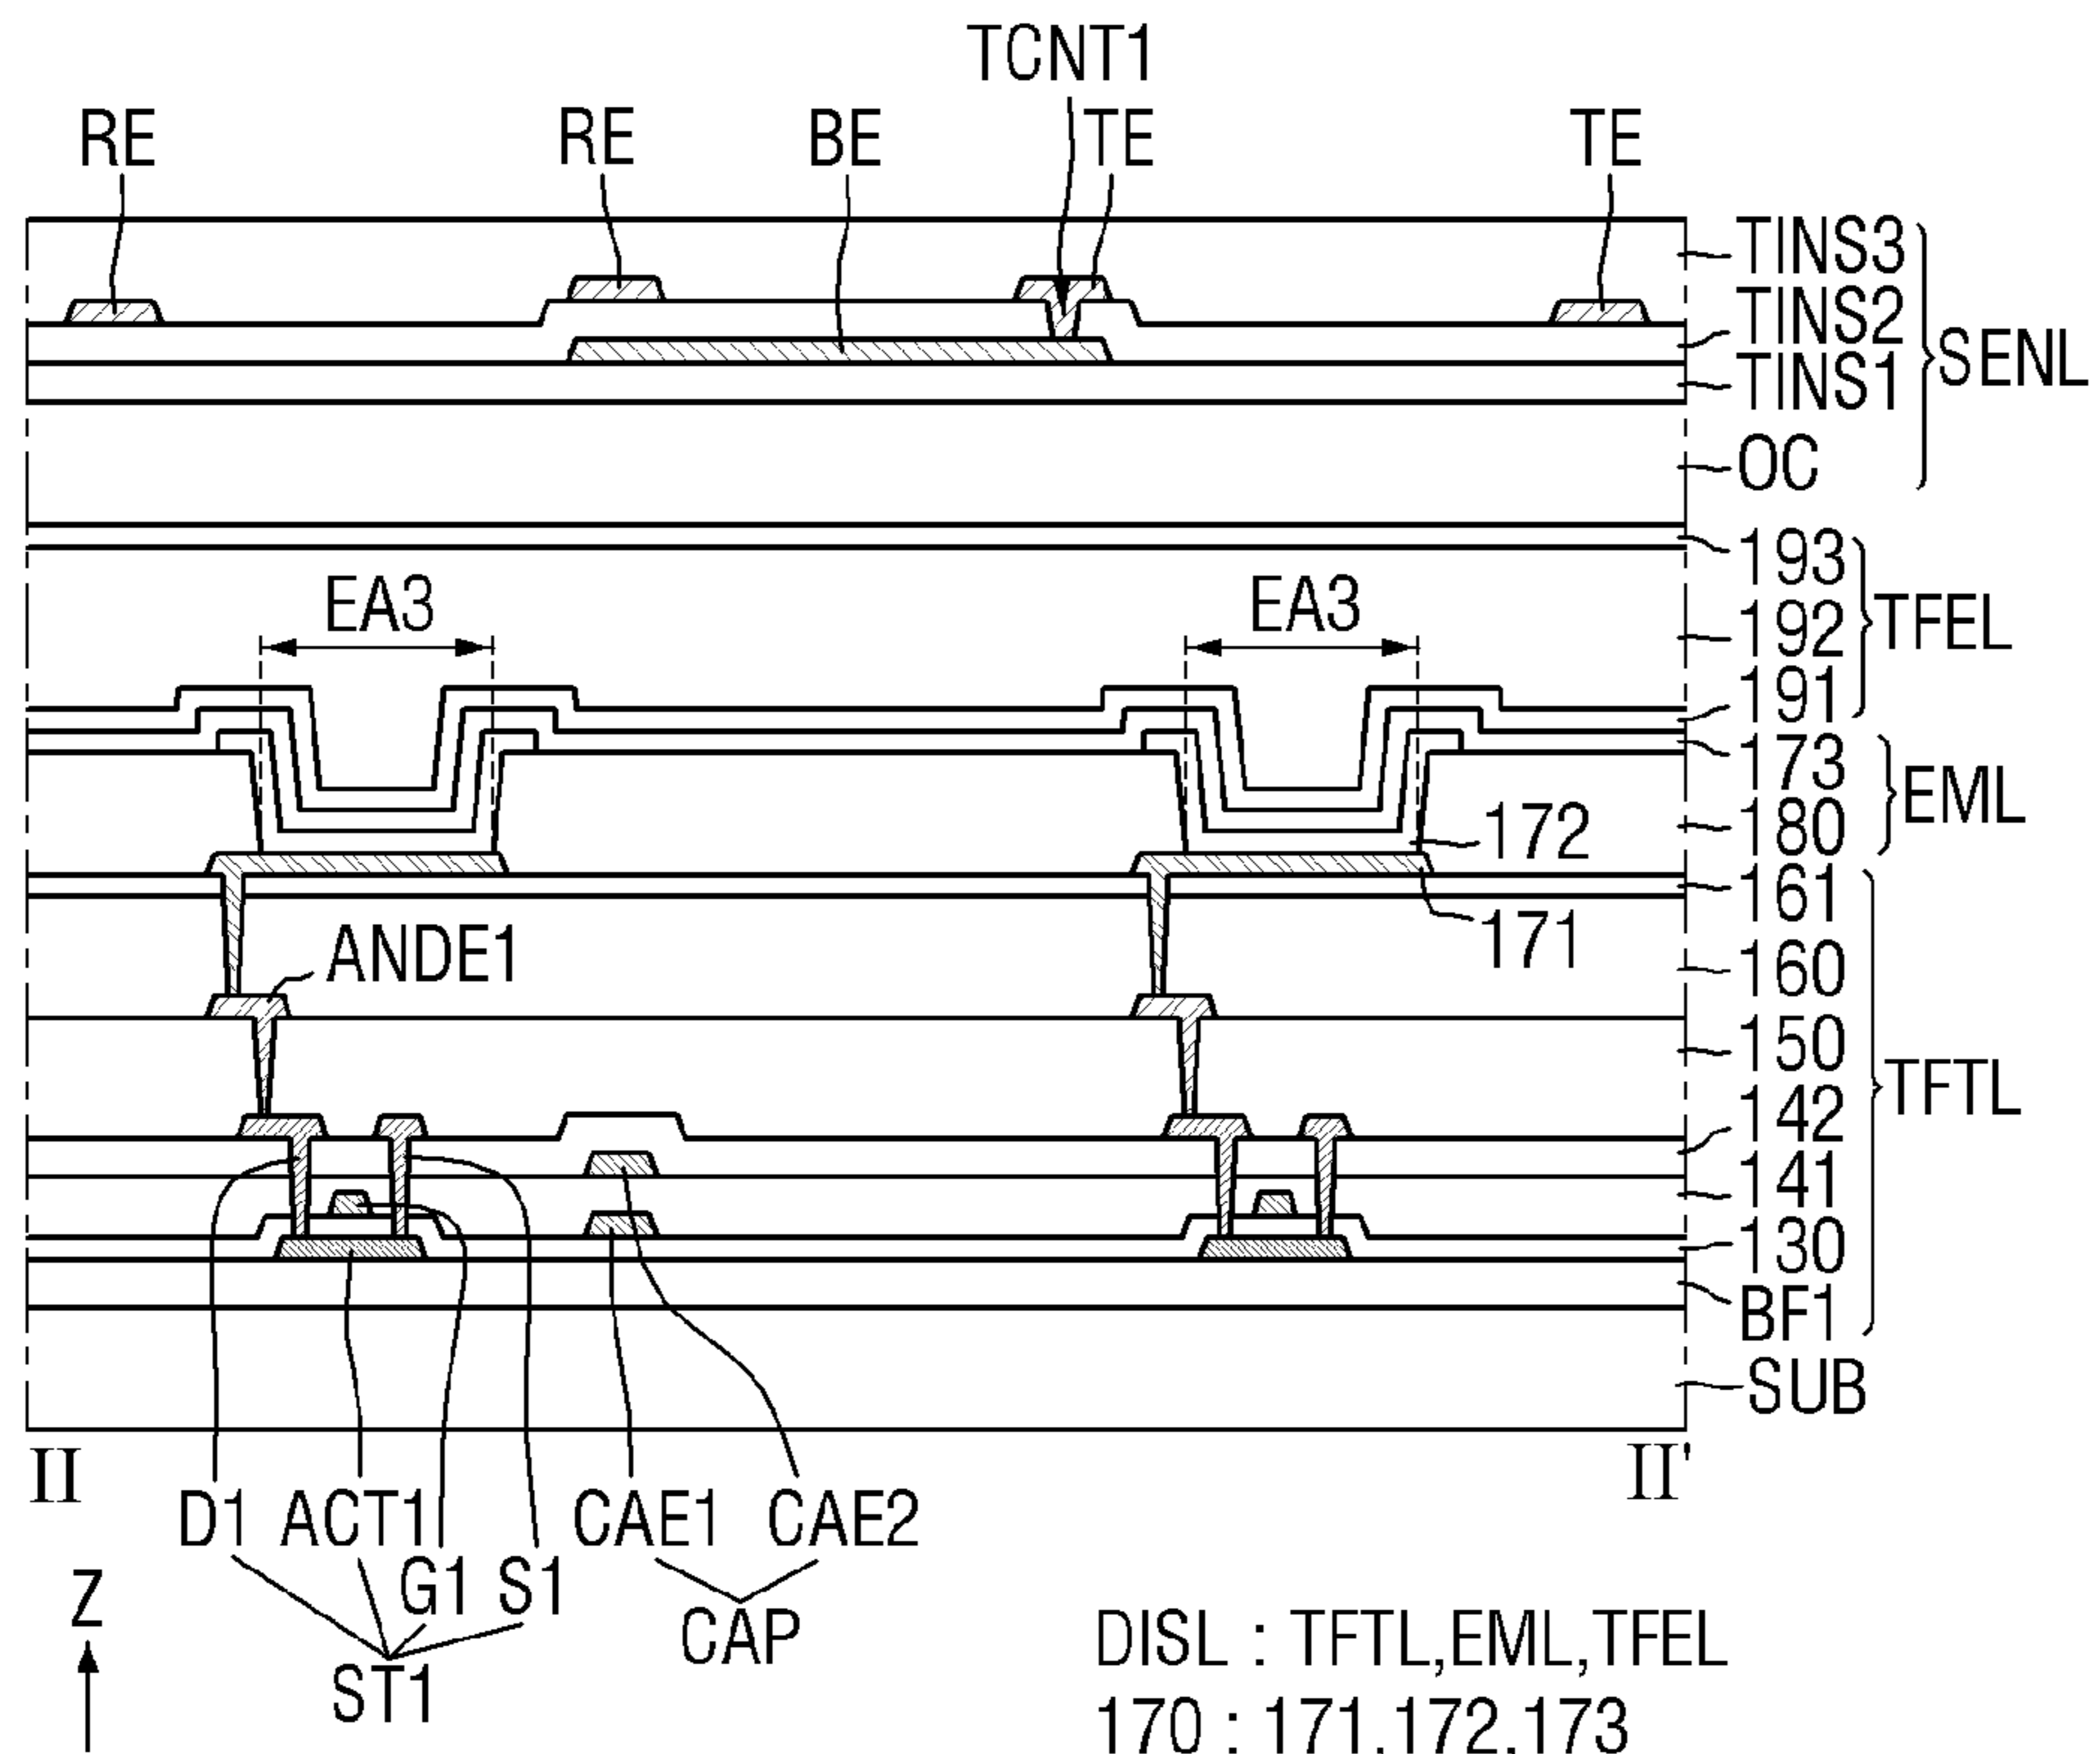 TCNT1
RE RE BE TE TE
TINS3
TINS2
TINS1
SENL
OC
193
EA3 EA3
192
TFEL
191
173
172
180
EML
161
171
ANDE1
160
150
TFTL
142
141
130
BF1
SUB
II II'
D1 ACT1 CAE1 CAE2
G1 S1
Z
CAP
ST1
DISL : TFTL,EML,TFEL
170 : 171,172,173